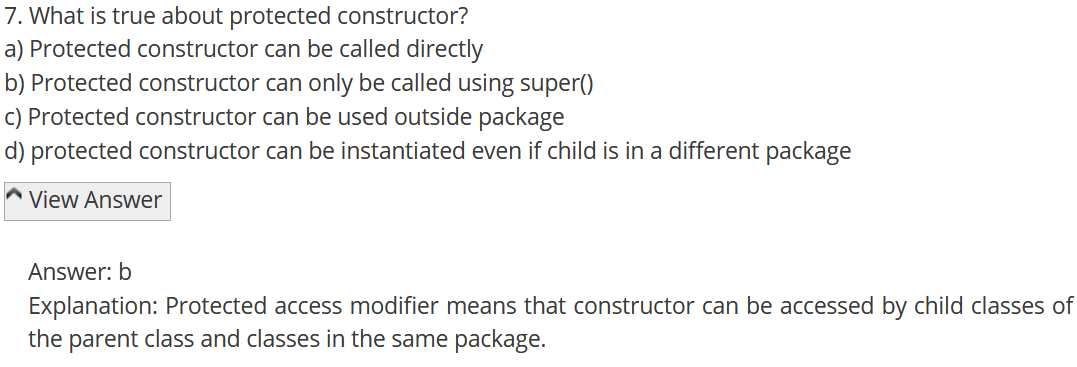 7. What is true about protected constructor?
a) Protected constructor can be called directly
b) Protected constructor can only be called using super()
c) Protected constructor can be used outside package
d) protected constructor can be instantiated even if child is in a different package
View Answer
Answer: b
Explanation: Protected access modifier means that constructor can be accessed by child classes of
the parent class and classes in the same package.